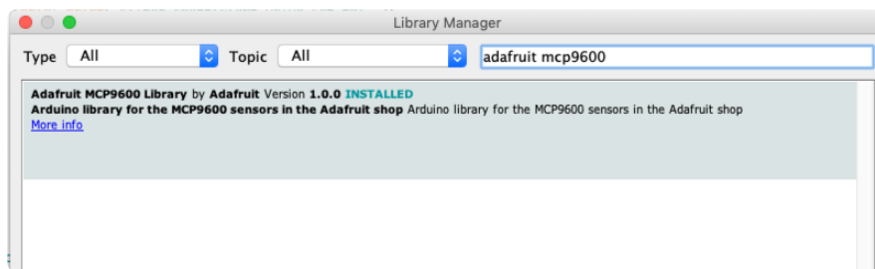 Library Manager
Type All Topic All adafruit mcp9600
Adafruit MCP9600 Library by Adafruit Version 1.0.0 INSTALLED
Arduino library for the MCP9600 sensors in the Adafruit shop Arduino library for the MCP9600 sensors in the Adafruit shop
More info